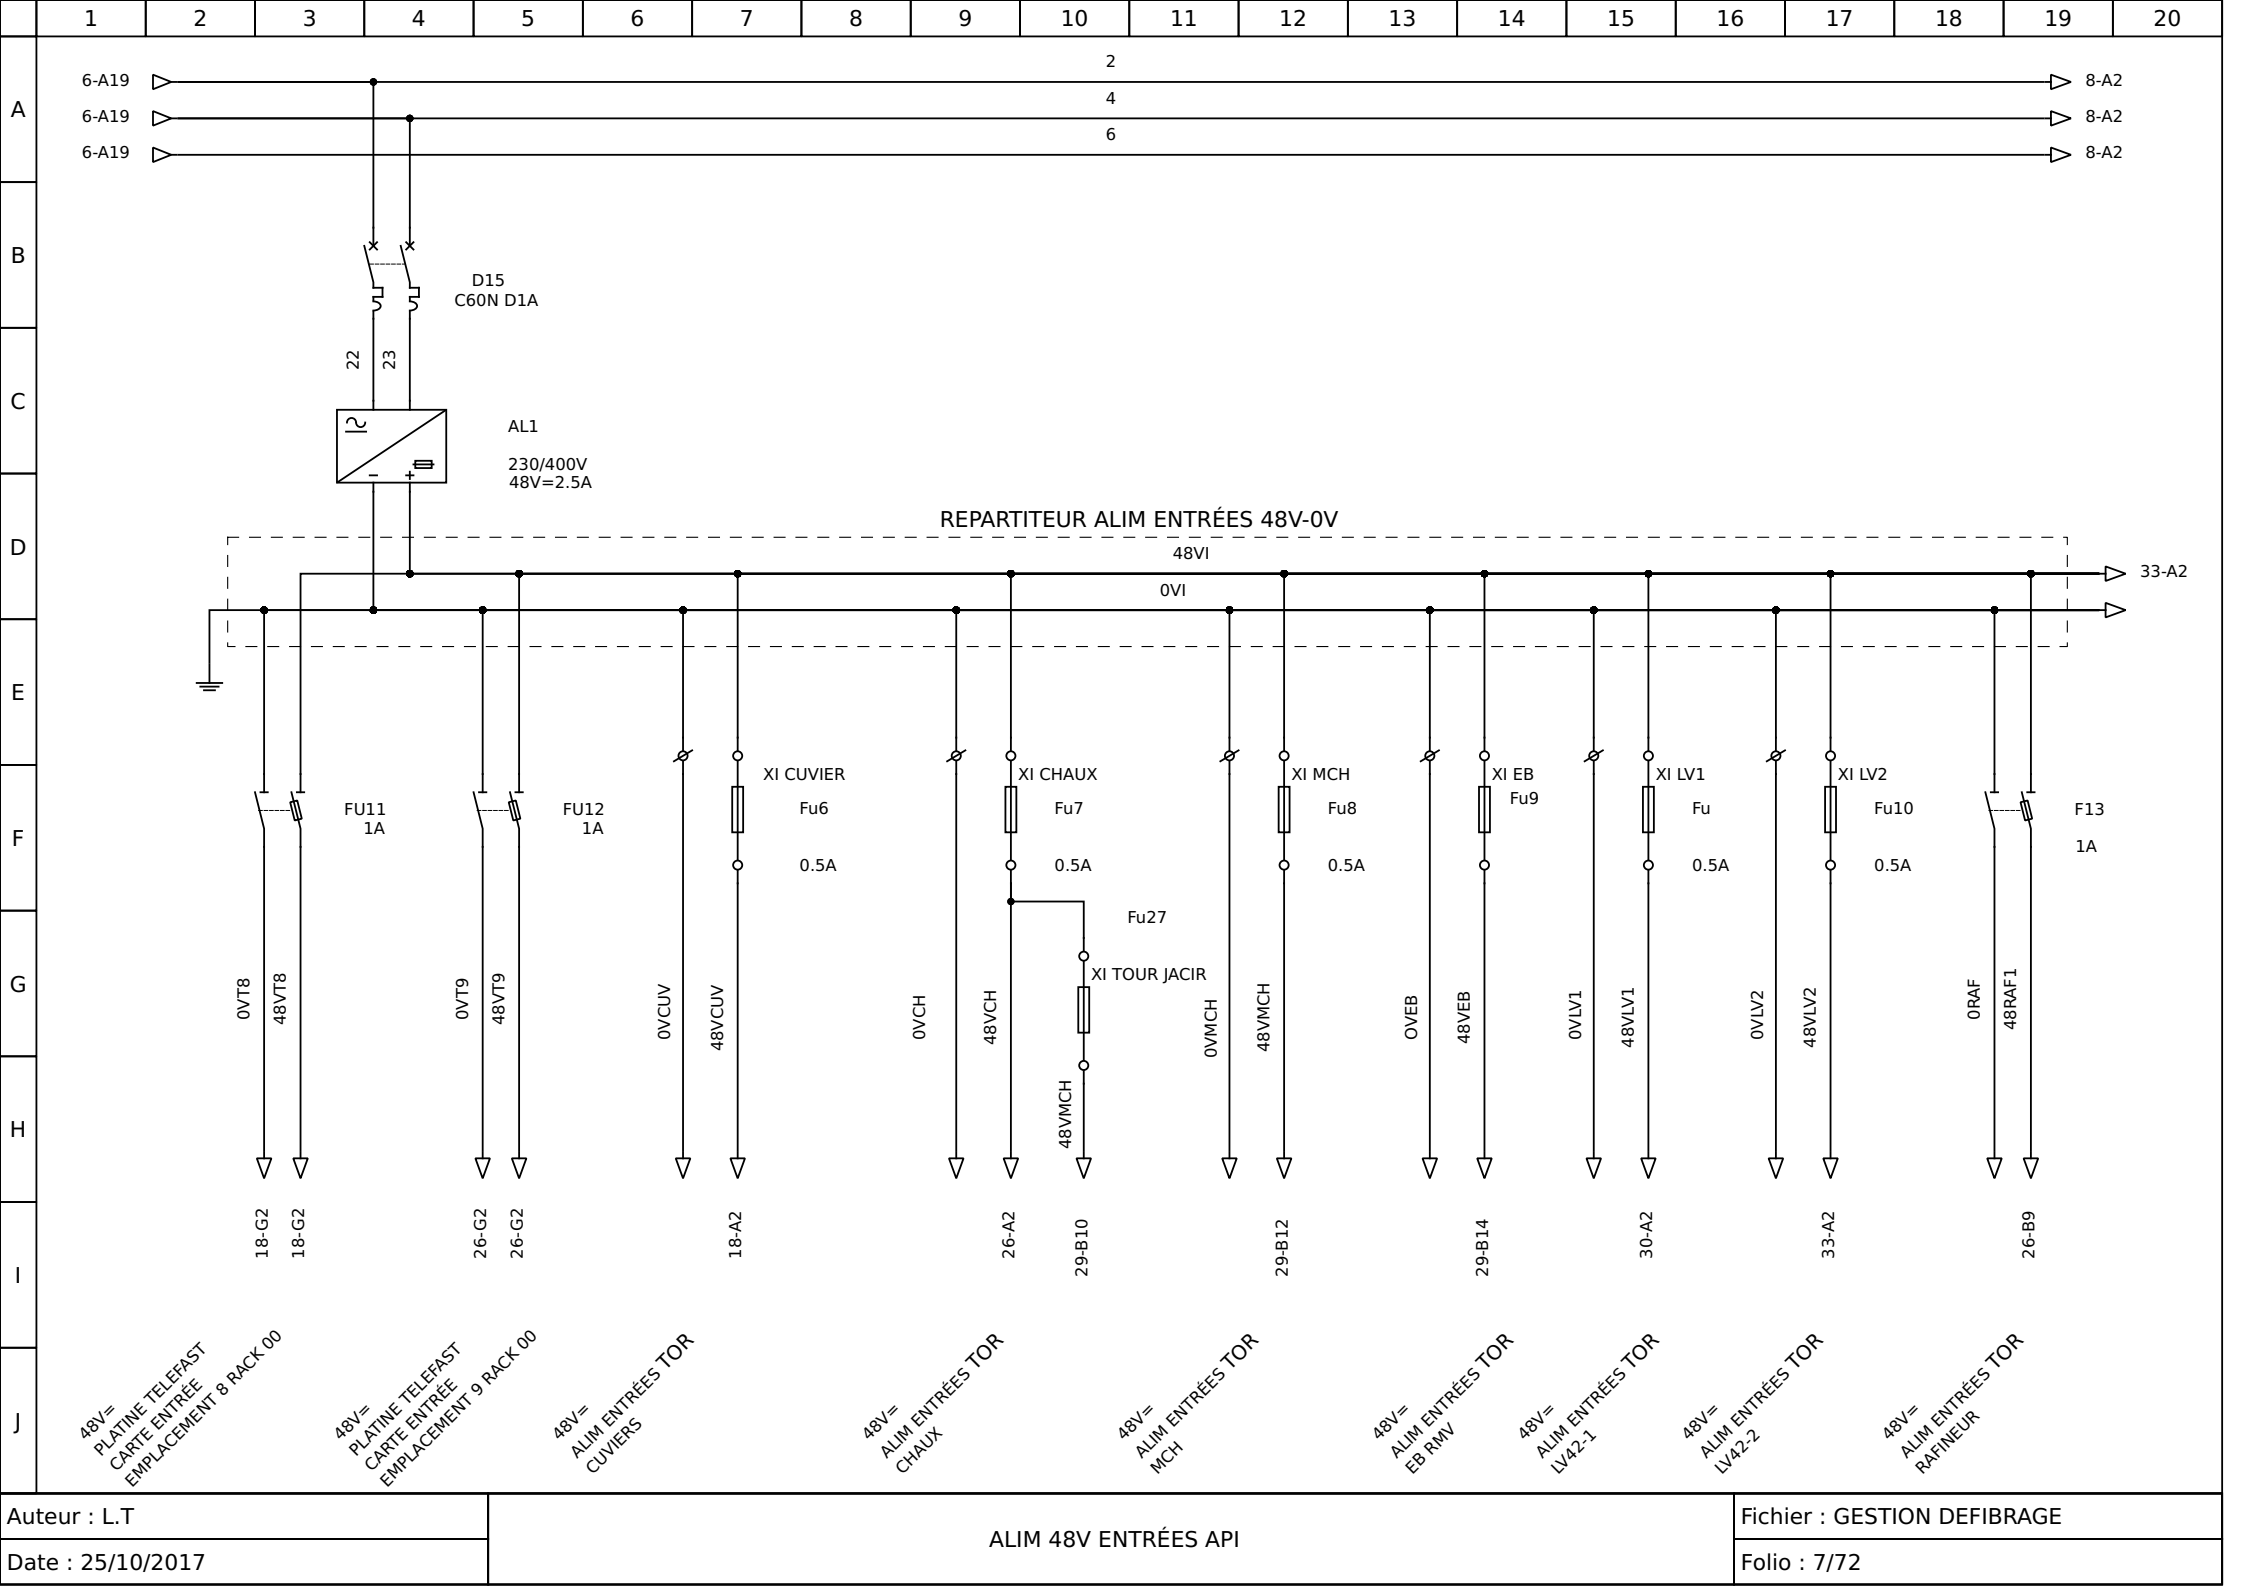 1 2 3 4 5 6 7 8 9 10 11 12 13 14 15 16 17 18 19 20
A
B
C
D
E
F
G
H
I
J
2
6-A19 8-A2
4
6-A19 8-A2
6
6-A19 8-A2
D15
C60N D1A
22 23
AL1
230/400V
48V=2.5A
− +
REPARTITEUR ALIM ENTRÉES 48V-0V
48VI
33-A2
0VI
XI CUVIER
XI CHAUX
XI MCH
XI EB
XI LV1
XI LV2
FU11
1A
FU12
1A
Fu6
0.5A
Fu7
0.5A
Fu8
0.5A
Fu9
Fu
0.5A
Fu10
0.5A
F13
1A
Fu27
XI TOUR JACIR
0VT8
48VT8
0VT9
48VT9
0VCUV
48VCUV
0VCH
48VCH
48VMCH
0VMCH
48VMCH
OVEB
48VEB
0VLV1
48VLV1
0VLV2
48VLV2
0RAF
48RAF1
18-G2
18-G2
26-G2
26-G2
18-A2
26-A2
29-B10
29-B12
29-B14
30-A2
33-A2
26-B9
48V=
PLATINE TELEFAST
CARTE ENTRÉE
EMPLACEMENT 8 RACK 00
48V=
PLATINE TELEFAST
CARTE ENTRÉE
EMPLACEMENT 9 RACK 00
48V=
ALIM ENTRÉES TOR
CUVIERS
48V=
ALIM ENTRÉES TOR
CHAUX
48V=
ALIM ENTRÉES TOR
MCH
48V=
ALIM ENTRÉES TOR
EB RMV
48V=
ALIM ENTRÉES TOR
LV42-1
48V=
ALIM ENTRÉES TOR
LV42-2
48V=
ALIM ENTRÉES TOR
RAFINEUR
Auteur : L.T
Date : 25/10/2017
ALIM 48V ENTRÉES API
Fichier : GESTION DEFIBRAGE
Folio : 7/72